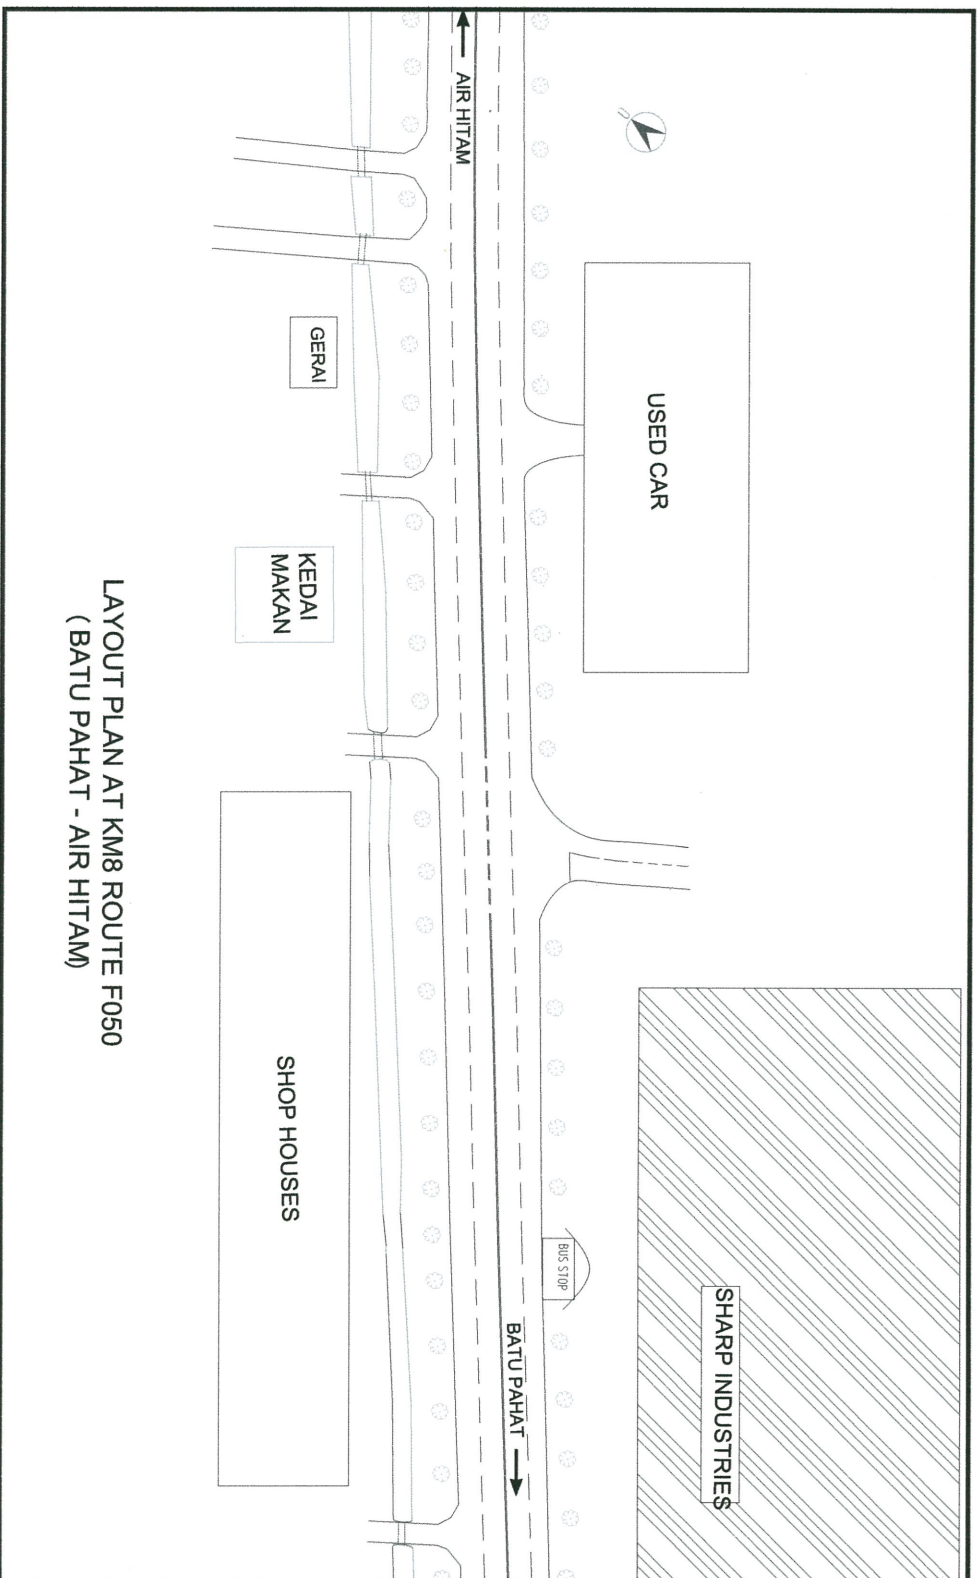 AIR HITAM
USED CAR
GERAI
KEDAI
MAKAN
SHOP HOUSES
BUS STOP
BATU PAHAT
SHARP INDUSTRIES
LAYOUT PLAN AT KM8 ROUTE F050
( BATU PAHAT - AIR HITAM)